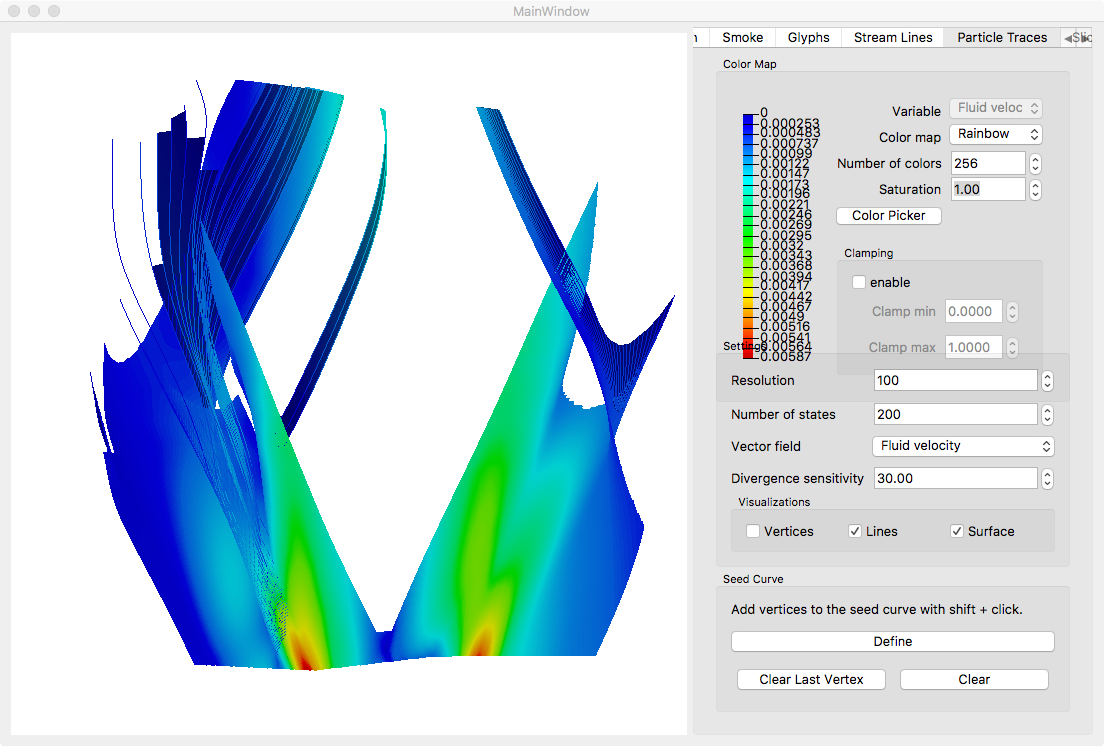 MainWindow
Smoke Glyphs Stream Lines Particle Traces
Color Map
0
0.000253
0.000483
0.000737
0.00099
0.00122
0.00147
0.00173
0.00196
0.00221
0.00246
0.00269
0.00295
0.0032
0.00343
0.00368
0.00394
0.00417
0.00442
0.00467
0.0049
0.00516
0.00541
0.00564
0.00587
Variable Fluid veloc
Color map Rainbow
Number of colors 256
Saturation 1.00
Color Picker
Clamping
enable
Clamp min 0.0000
Clamp max 1.0000
Settings
Resolution 100
Number of states 200
Vector field Fluid velocity
Divergence sensitivity 30.00
Visualizations
Vertices Lines Surface
Seed Curve
Add vertices to the seed curve with shift + click.
Define
Clear Last Vertex Clear